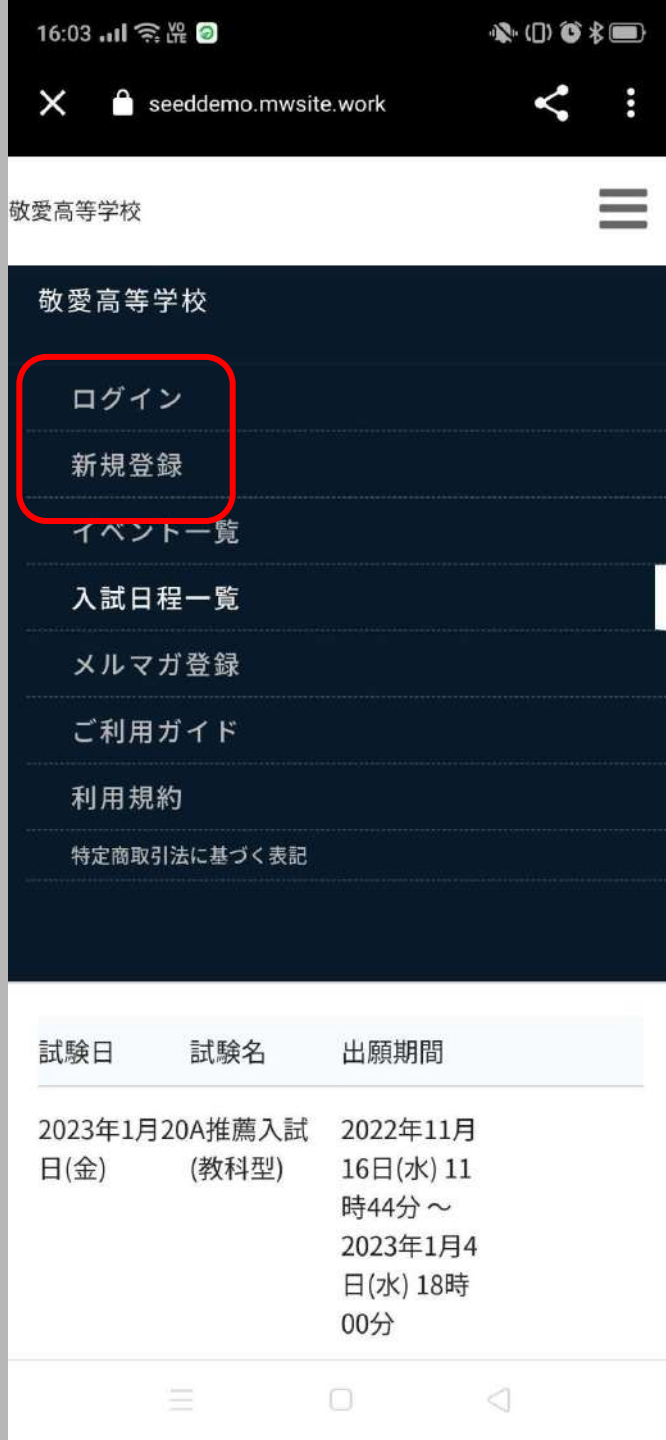 16:03 VO LTE
seeddemo.mwsite.work
敬愛高等学校
敬愛高等学校
ログイン
新規登録
イベント一覧
入試日程一覧
メルマガ登録
ご利用ガイド
利用規約
特定商取引法に基づく表記
試験日 試験名 出願期間
2023年1月20 A推薦入試 2022年11月
日(金) (教科型) 16日(水) 11
時44分 ～
2023年1月4
日(水) 18時
00分